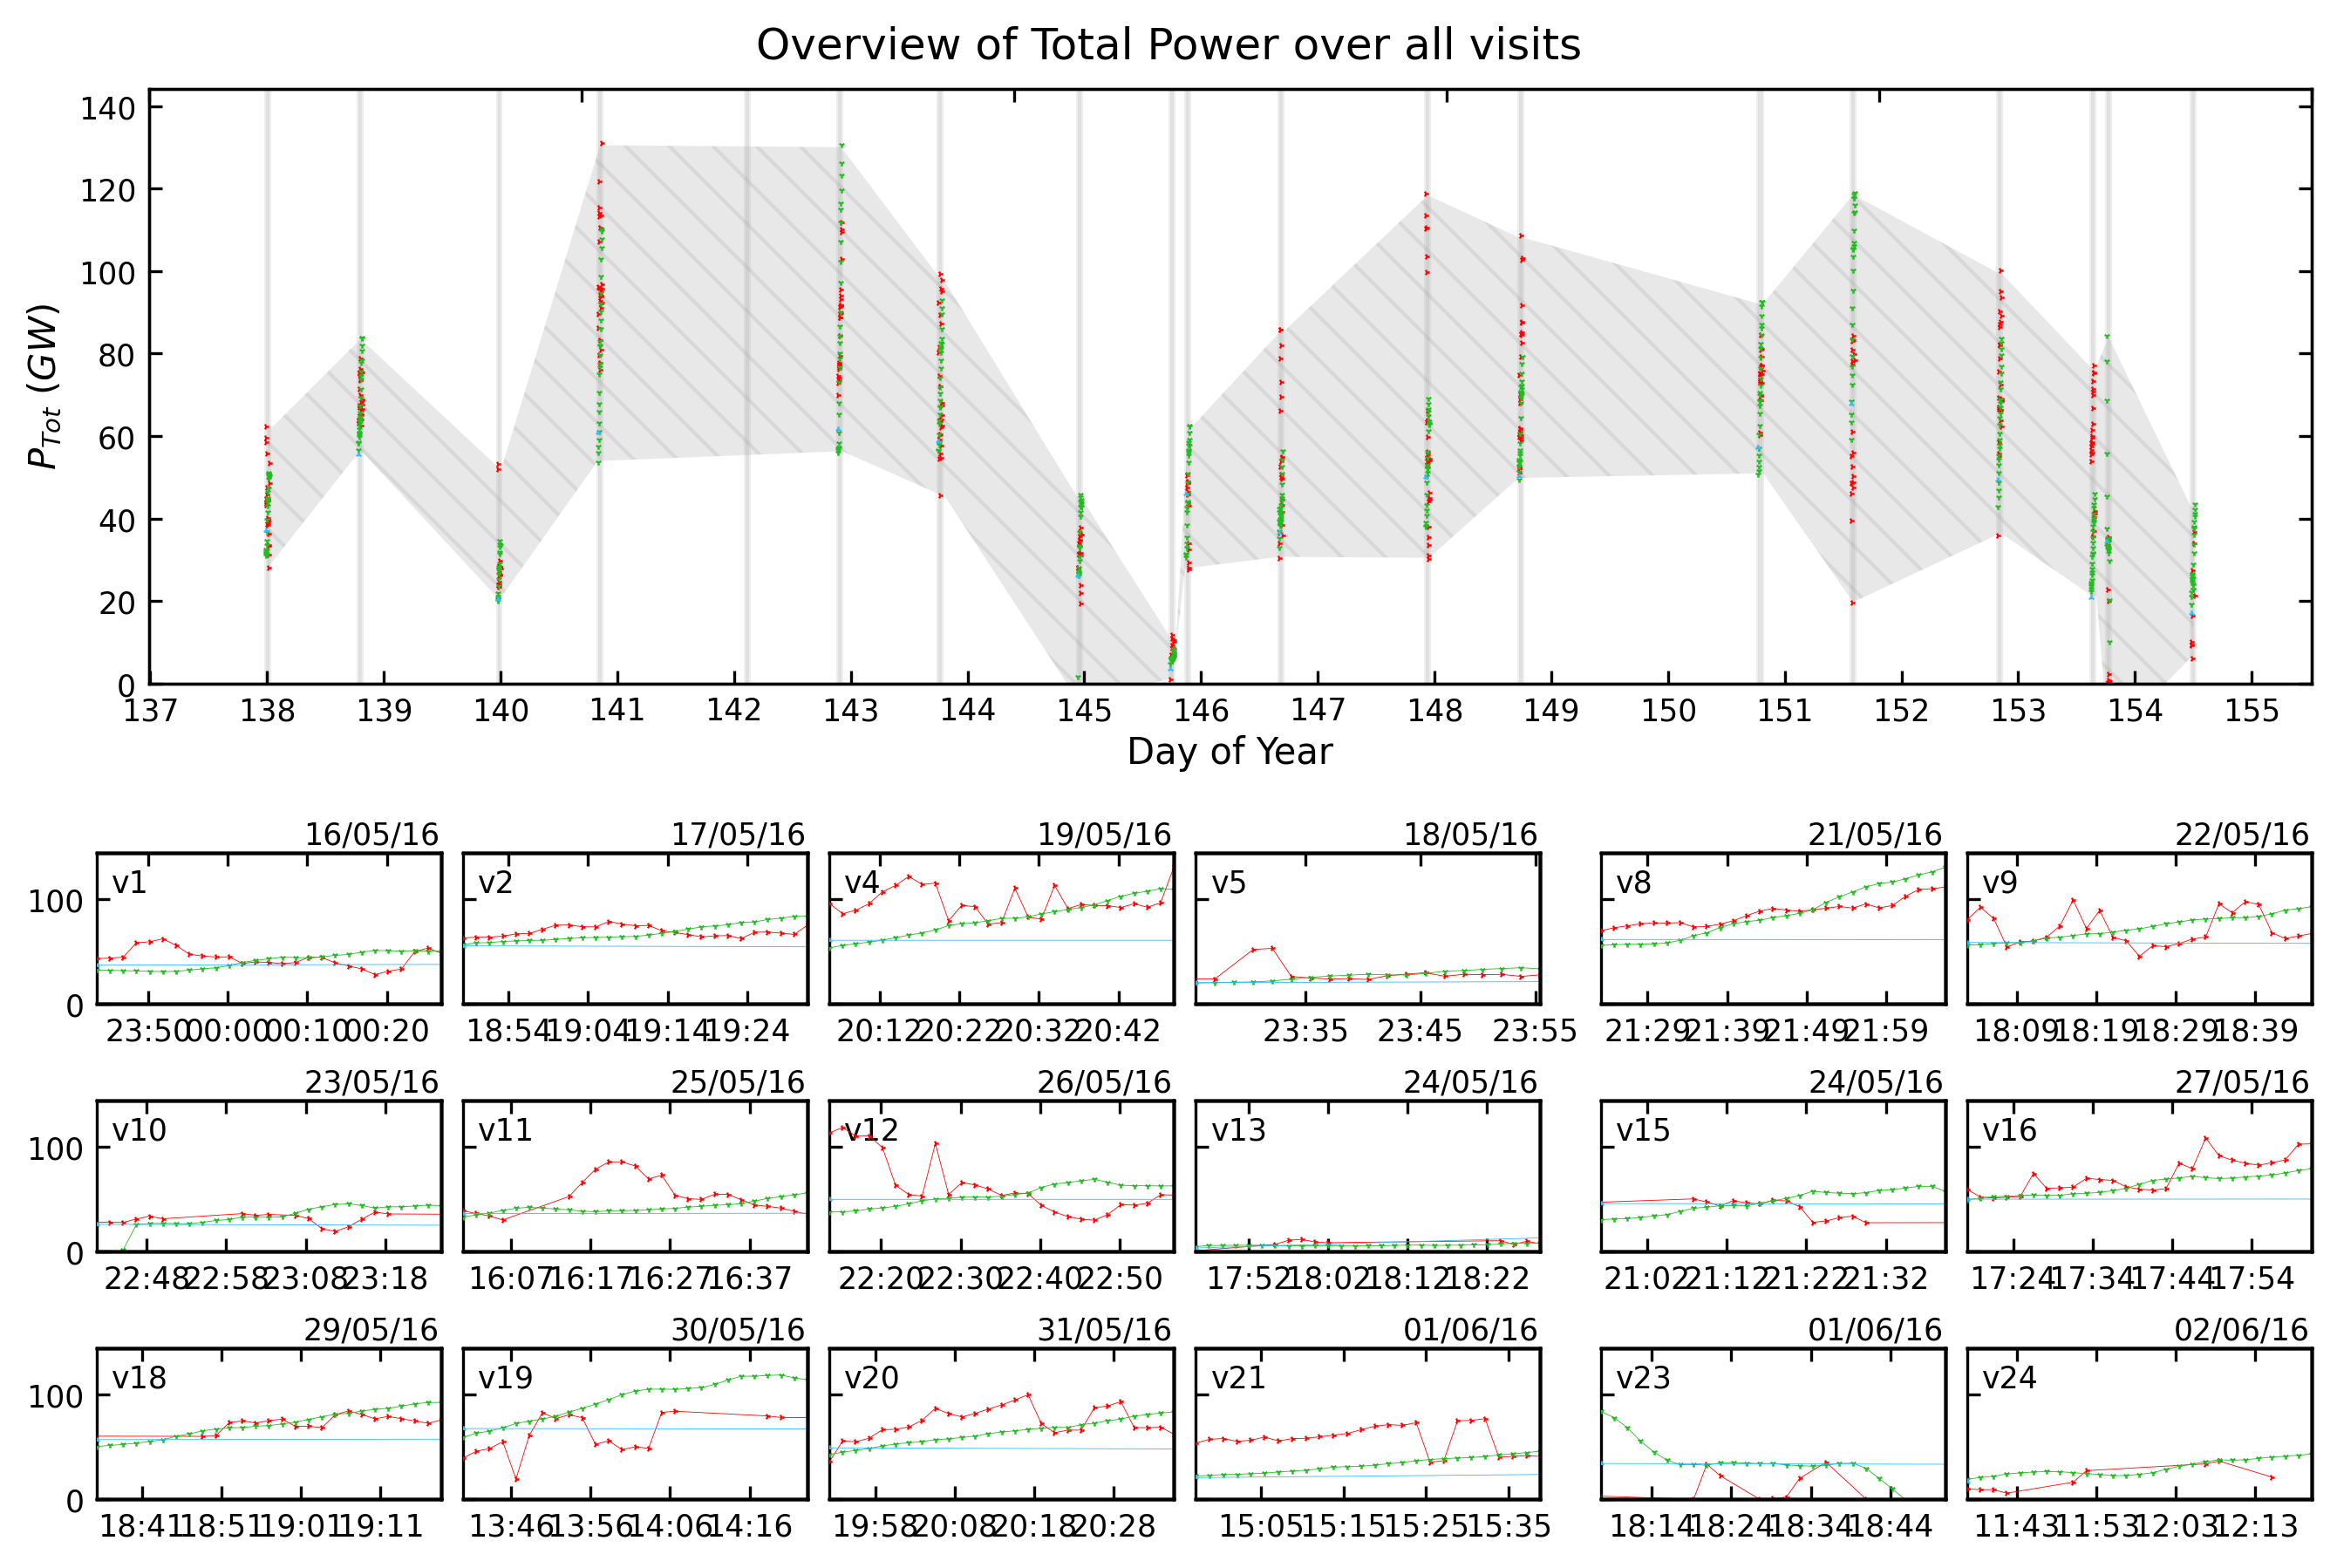 Overview of Total Power over all visits
140
120
100
80
60
40
20
0
P_Tot (GW)
137 138 139 140 141 142 143 144 145 146 147 148 149 150 151 152 153 154 155
Day of Year
16/05/16 17/05/16 19/05/16 18/05/16 21/05/16 22/05/16
v1 v2 v4 v5 v8 v9
100
0
23:50 00:00 00:10 00:20 18:54 19:04 19:14 19:24 20:12 20:22 20:32 20:42 23:35 23:45 23:55 21:29 21:39 21:49 21:59 18:09 18:19 18:29 18:39
23/05/16 25/05/16 26/05/16 24/05/16 24/05/16 27/05/16
v10 v11 v12 v13 v15 v16
100
0
22:48 22:58 23:08 23:18 16:07 16:17 16:27 16:37 22:20 22:30 22:40 22:50 17:52 18:02 18:12 18:22 21:02 21:12 21:22 21:32 17:24 17:34 17:44 17:54
29/05/16 30/05/16 31/05/16 01/06/16 01/06/16 02/06/16
v18 v19 v20 v21 v23 v24
100
0
18:41 18:51 19:01 19:11 13:46 13:56 14:06 14:16 19:58 20:08 20:18 20:28 15:05 15:15 15:25 15:35 18:14 18:24 18:34 18:44 11:43 11:53 12:03 12:13